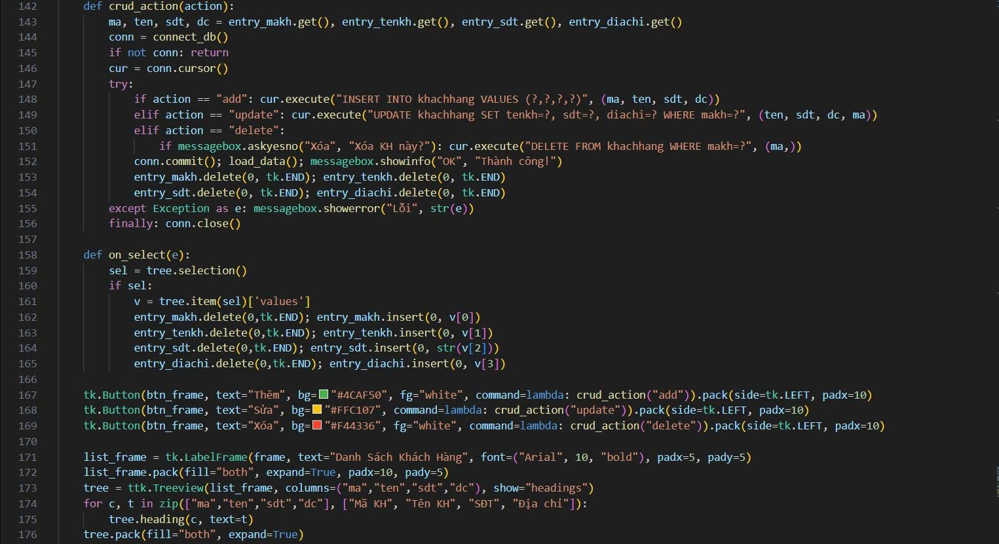 142 def crud_action(action):
143 ma, ten, sdt, dc = entry_makh.get(), entry_tenkh.get(), entry_sdt.get(), entry_diachi.get()
144 conn = connect_db()
145 if not conn: return
146 cur = conn.cursor()
147 try:
148 if action == "add": cur.execute("INSERT INTO khachhang VALUES (?,?,?,?)", (ma, ten, sdt, dc))
149 elif action == "update": cur.execute("UPDATE khachhang SET tenkh=?, sdt=?, diachi=? WHERE makh=?", (ten, sdt, dc, ma))
150 elif action == "delete":
151 if messagebox.askyesno("Xóa", "Xóa KH này?"): cur.execute("DELETE FROM khachhang WHERE makh=?", (ma,))
152 conn.commit(); load_data(); messagebox.showinfo("OK", "Thành công!")
153 entry_makh.delete(0, tk.END); entry_tenkh.delete(0, tk.END)
154 entry_sdt.delete(0, tk.END); entry_diachi.delete(0, tk.END)
155 except Exception as e: messagebox.showerror("Lỗi", str(e))
156 finally: conn.close()
157
158 def on_select(e):
159 sel = tree.selection()
160 if sel:
161 v = tree.item(sel)['values']
162 entry_makh.delete(0,tk.END); entry_makh.insert(0, v[0])
163 entry_tenkh.delete(0,tk.END); entry_tenkh.insert(0, v[1])
164 entry_sdt.delete(0,tk.END); entry_sdt.insert(0, str(v[2]))
165 entry_diachi.delete(0,tk.END); entry_diachi.insert(0, v[3])
166
167 tk.Button(btn_frame, text="Thêm", bg="#4CAF50", fg="white", command=lambda: crud_action("add")).pack(side=tk.LEFT, padx=10)
168 tk.Button(btn_frame, text="Sửa", bg="#FFC107", command=lambda: crud_action("update")).pack(side=tk.LEFT, padx=10)
169 tk.Button(btn_frame, text="Xóa", bg="#F44336", fg="white", command=lambda: crud_action("delete")).pack(side=tk.LEFT, padx=10)
170
171 list_frame = tk.LabelFrame(frame, text="Danh Sách Khách Hàng", font=("Arial", 10, "bold"), padx=5, pady=5)
172 list_frame.pack(fill="both", expand=True, padx=10, pady=5)
173 tree = ttk.Treeview(list_frame, columns=("ma","ten","sdt","dc"), show="headings")
174 for c, t in zip(["ma","ten","sdt","dc"], ["Mã KH", "Tên KH", "SĐT", "Địa chỉ"]):
175 tree.heading(c, text=t)
176 tree.pack(fill="both", expand=True)